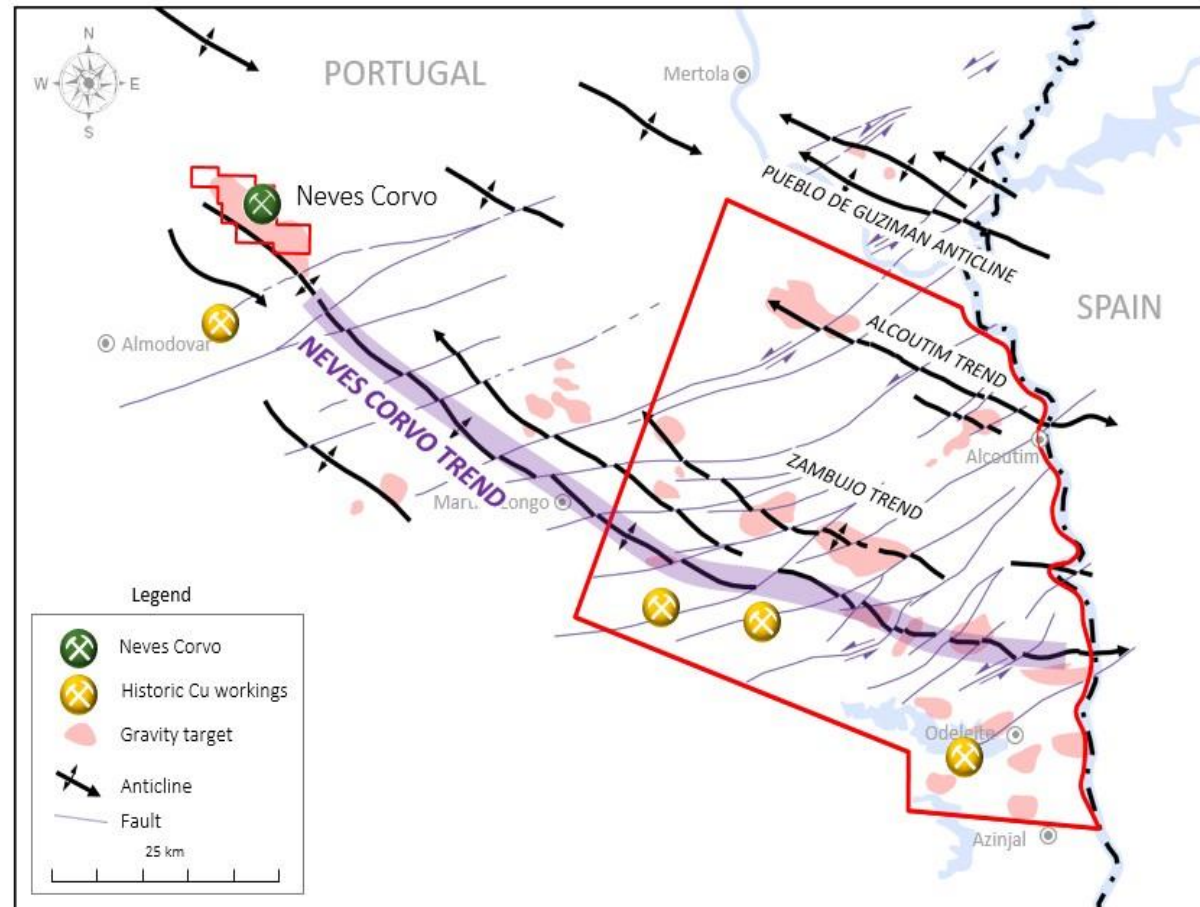 N
W E
S
PORTUGAL
Mertola
Neves Corvo
PUEBLO DE GUZIMAN ANTICLINE
SPAIN
Almodovar
ALCOUTIM TREND
NEVES CORVO TREND
Alcoutim
ZAMBUJO TREND
Longo
Legend
Neves Corvo
Historic Cu workings
Gravity target
Anticline
Fault
25 km
Odeleite
Azinjal